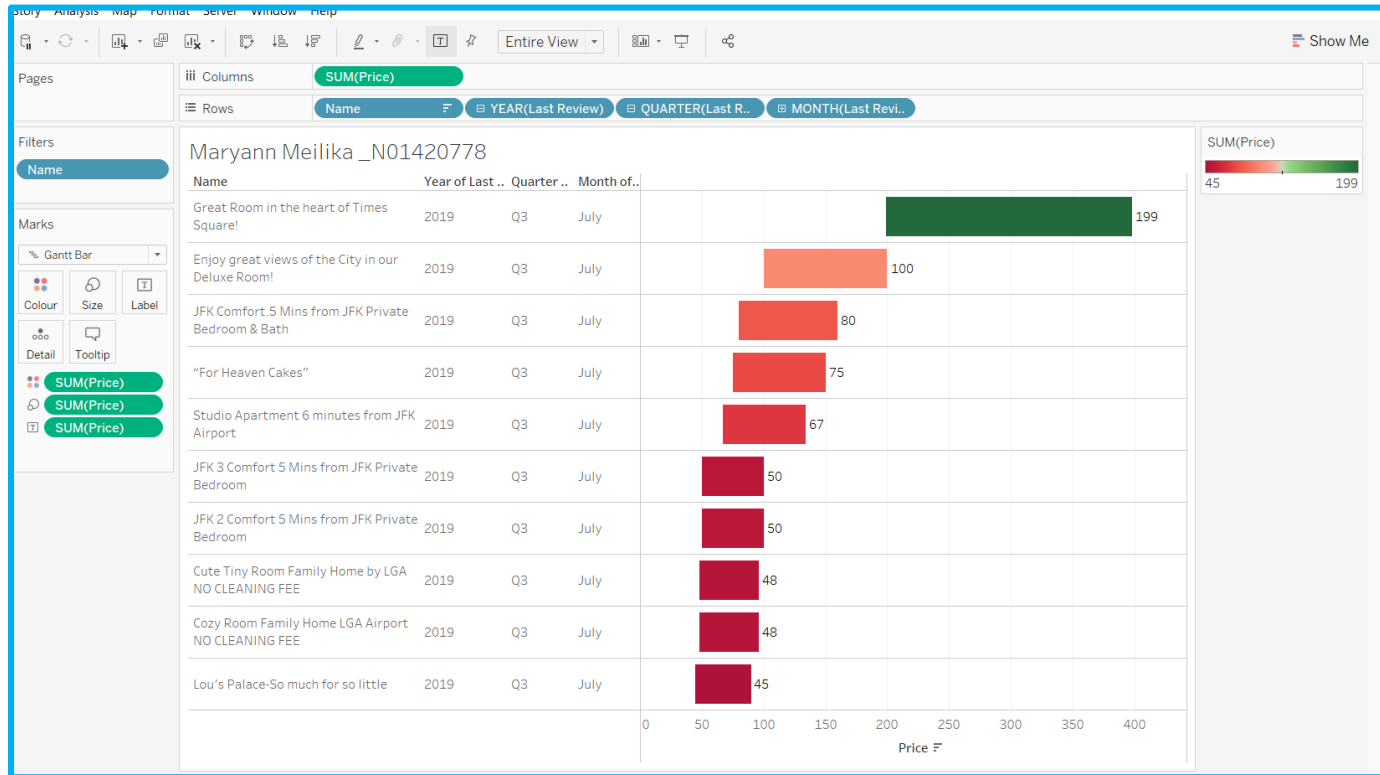 Story Analysis Map Format Server Window Help
Entire View
Show Me
Pages
iii Columns
SUM(Price)
Rows
Name
YEAR(Last Review)
QUARTER(Last R..
MONTH(Last Revi..
Filters
Name
Marks
Gantt Bar
Colour
Size
T
Label
Detail
Tooltip
SUM(Price)
SUM(Price)
T
SUM(Price)
Maryann Meilika _N01420778
Name Year of Last .. Quarter .. Month of..
Great Room in the heart of Times
Square!
2019 Q3 July 199
Enjoy great views of the City in our
Deluxe Room!
2019 Q3 July 100
JFK Comfort.5 Mins from JFK Private
Bedroom & Bath
2019 Q3 July 80
“For Heaven Cakes” 2019 Q3 July 75
Studio Apartment 6 minutes from JFK
Airport
2019 Q3 July 67
JFK 3 Comfort 5 Mins from JFK Private
Bedroom
2019 Q3 July 50
JFK 2 Comfort 5 Mins from JFK Private
Bedroom
2019 Q3 July 50
Cute Tiny Room Family Home by LGA
NO CLEANING FEE
2019 Q3 July 48
Cozy Room Family Home LGA Airport
NO CLEANING FEE
2019 Q3 July 48
Lou's Palace-So much for so little 2019 Q3 July 45
0 50 100 150 200 250 300 350 400
Price
SUM(Price)
45 199